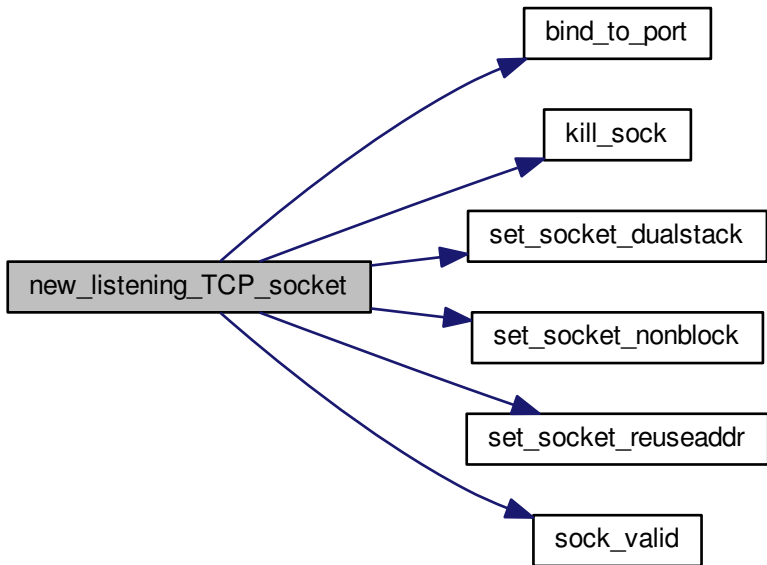 bind_to_port
kill_sock
set_socket_dualstack
new_listening_TCP_socket
set_socket_nonblock
set_socket_reuseaddr
sock_valid